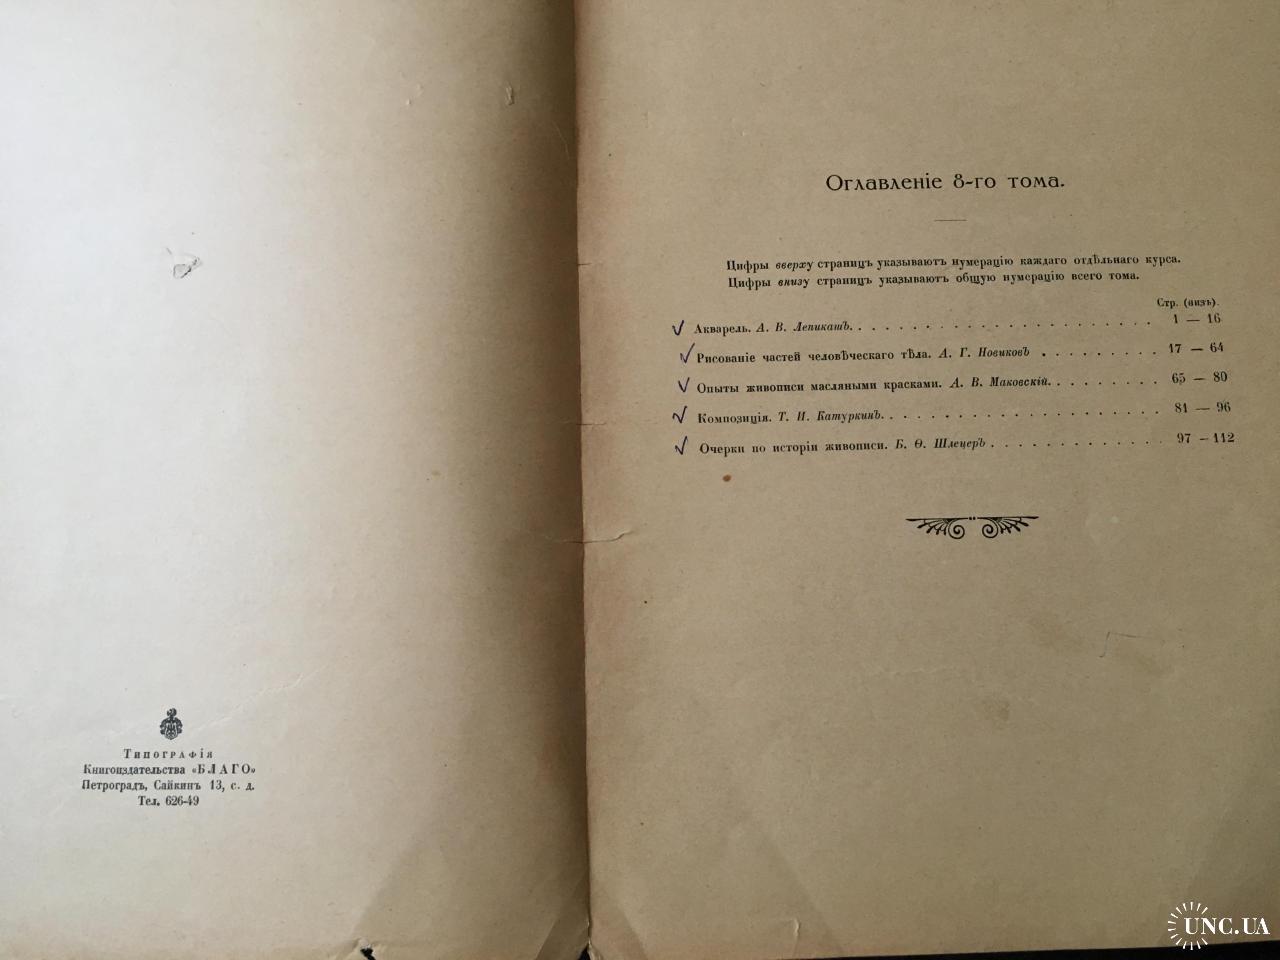 Типографія
Книгоиздательства «БЛАГО»
Петроградъ, Сайкинъ 13, с. д.
Тел. 626-49
Оглавленіе 8-го тома.
Цифры вверху страницъ указываютъ нумерацію каждаго отдѣльнаго курса.
Цифры внизу страницъ указываютъ общую нумерацію всего тома.
Стр. (низъ).
Акварель. А. В. Лепикашъ. 1 — 16
Рисованіе частей человѣческаго тѣла. А. Г. Новиковъ . 17 — 64
Опыты живописи масляными красками. А. В. Маковскій. 65 — 80
Композиція. Т. И. Катуркинъ. 81 — 96
Очерки по исторіи живописи. Б. Ѳ. Шлецеръ . 97 — 112
UNC.UA